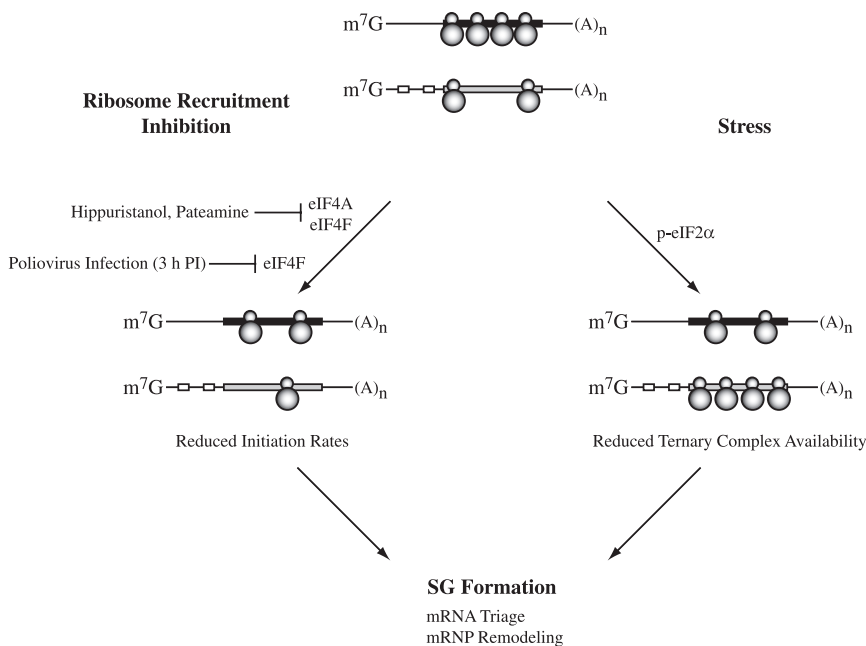 m⁷G (A)n
m⁷G (A)n
Ribosome Recruitment
Inhibition
Stress
Hippuristanol, Pateamine
eIF4A
eIF4F
p-eIF2α
Poliovirus Infection (3 h PI) eIF4F
m⁷G (A)n
m⁷G (A)n
m⁷G (A)n
m⁷G (A)n
Reduced Initiation Rates
Reduced Ternary Complex Availability
SG Formation
mRNA Triage
mRNP Remodeling